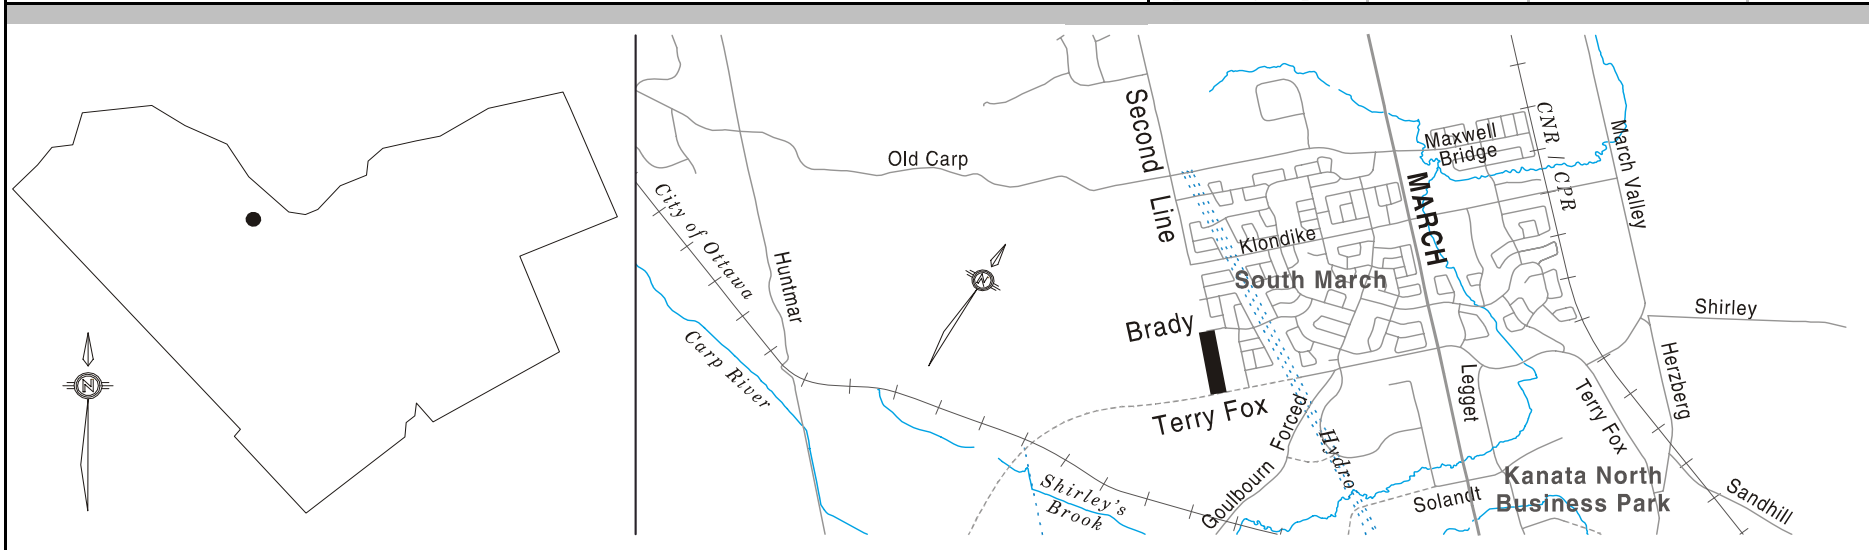 N
Second Line
Old Carp
Maxwell
Bridge
CNR / CPR
March Valley
City of Ottawa
MARCH
Huntmar
Klondike
South March
N
Shirley
Brady
Carp River
Herzberg
Legget
Terry Fox
Terry Fox
Forced
Goulbourn
Hydro
Kanata North
Business Park
Solandt
Sandhill
Shirley's
Brook